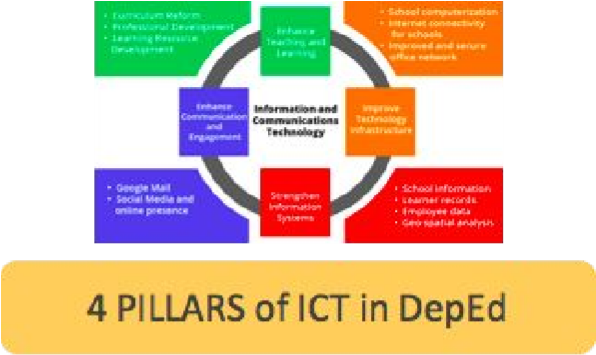 • Curriculum Reform
• Professional Development
• Learning Resource
Development
Enhance
Teaching and
Learning
• School computerization
• Internet connectivity
for schools
• Improved and secure
office network
Enhance
Communication
and
Engagement
Information and
Communications
Technology
Improve
Technology
Infrastructure
• Google Mail
• Social Media and
online presence
Strengthen
Information
Systems
• School information
• Learner records
• Employee data
• Geo spatial analysis
4 PILLARS of ICT in DepEd